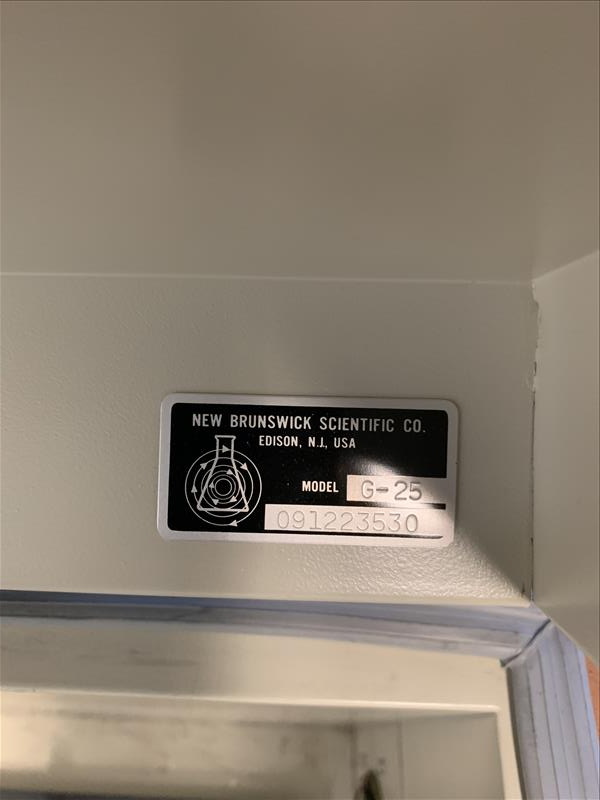 NEW BRUNSWICK SCIENTIFIC CO.
EDISON, N.J., USA
MODEL G-25
091223530